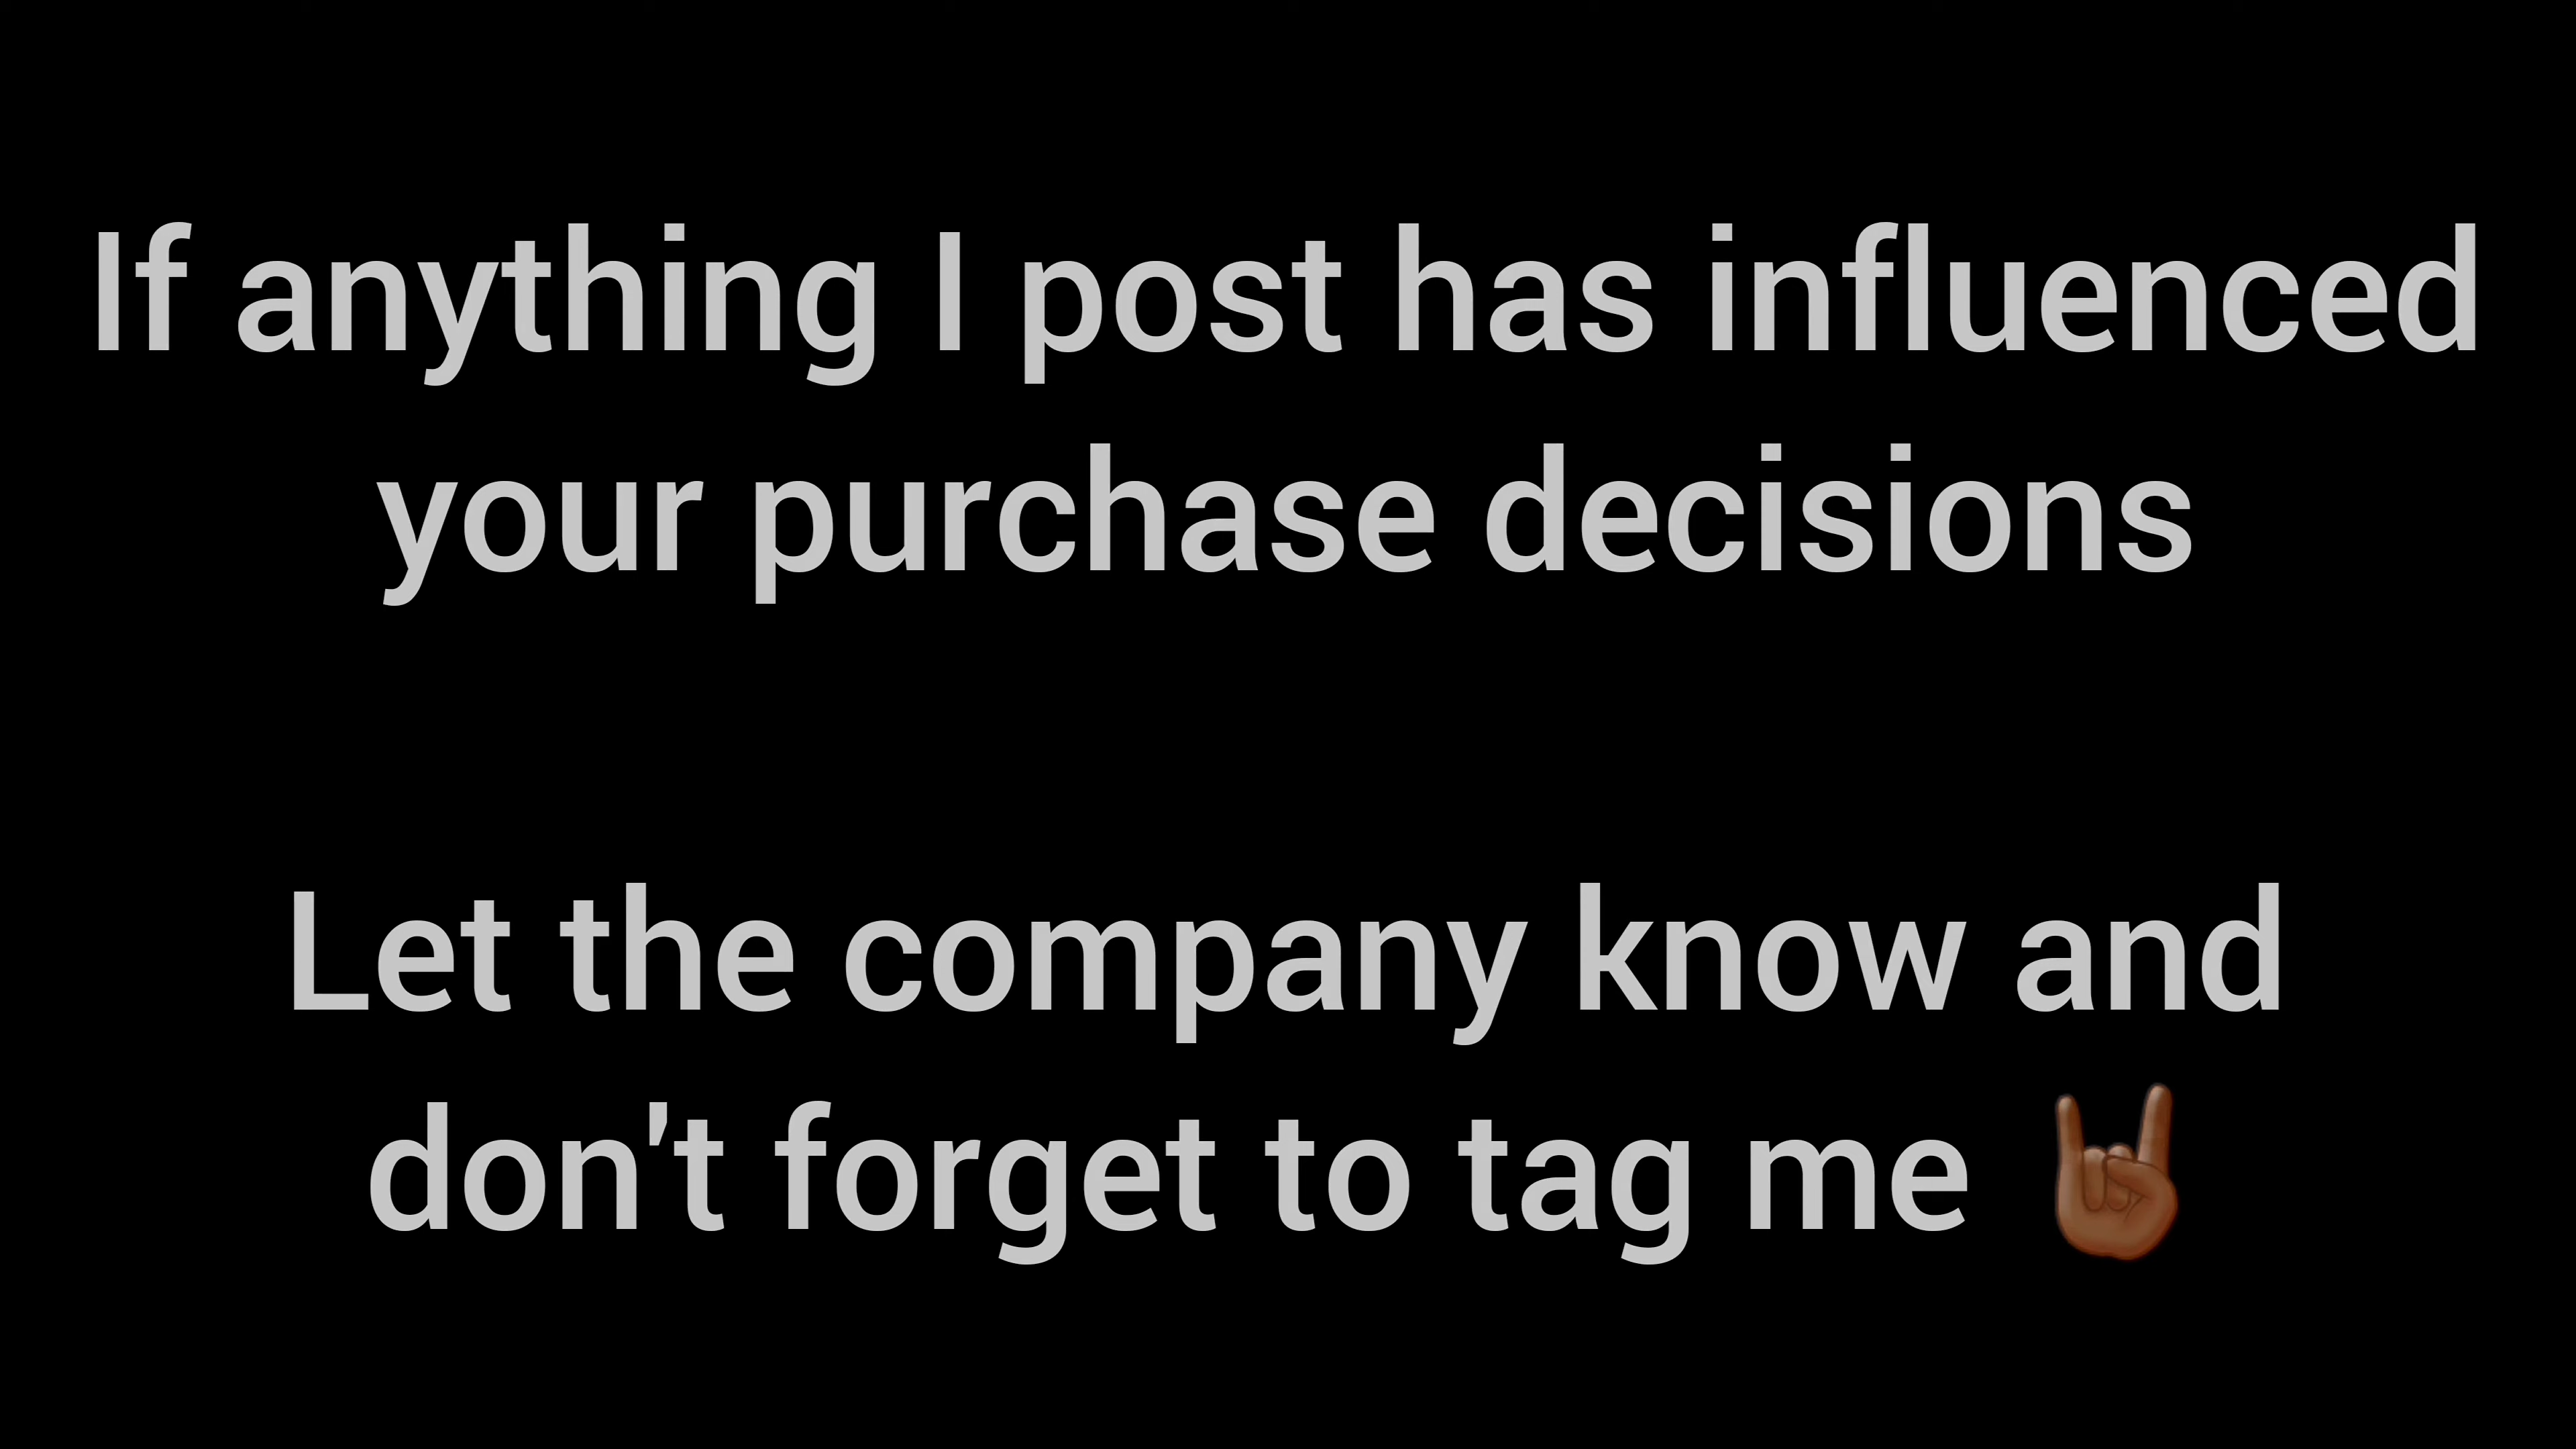 If anything I post has influenced
your purchase decisions
Let the company know and
don't forget to tag me 🤘🏾